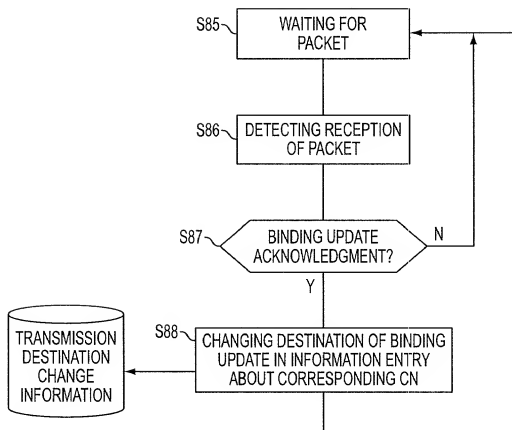 S85
WAITING FOR
PACKET
S86
DETECTING RECEPTION
OF PACKET
S87
BINDING UPDATE
ACKNOWLEDGMENT?
N
Y
S88
CHANGING DESTINATION OF BINDING
UPDATE IN INFORMATION ENTRY
ABOUT CORRESPONDING CN
TRANSMISSION
DESTINATION
CHANGE
INFORMATION